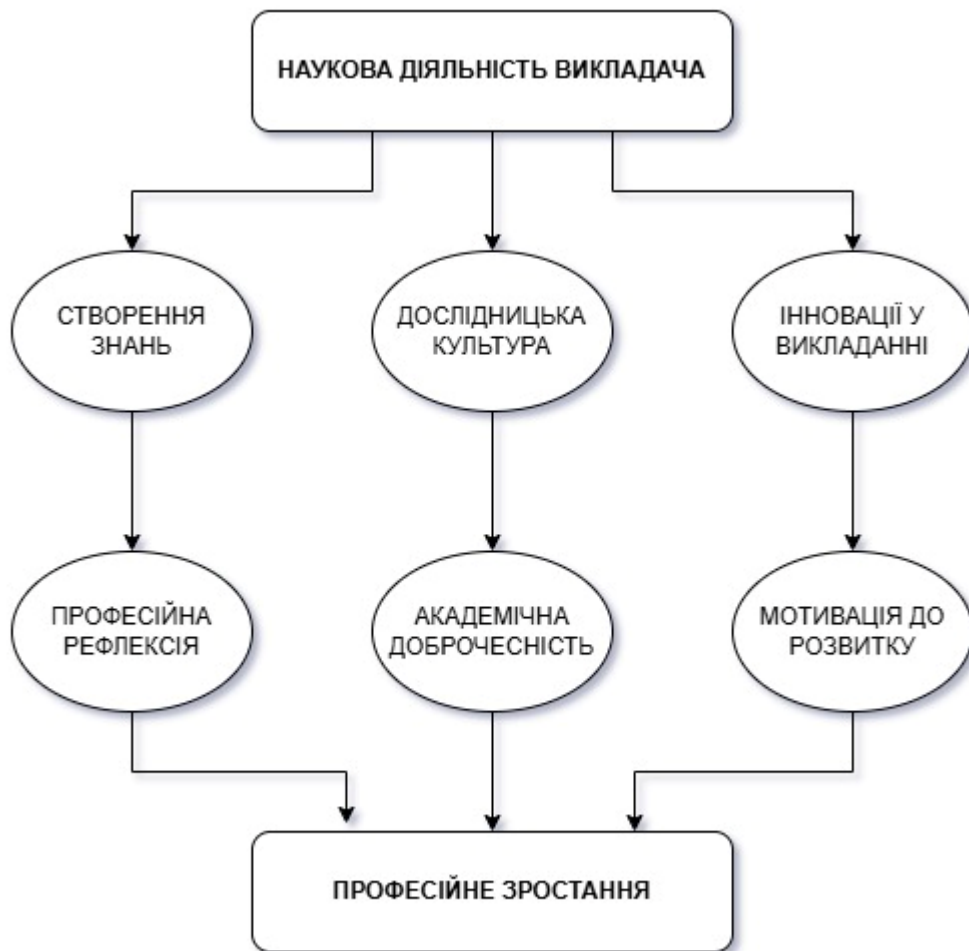 НАУКОВА ДІЯЛЬНІСТЬ ВИКЛАДАЧА
СТВОРЕННЯ
ЗНАНЬ
ДОСЛІДНИЦЬКА
КУЛЬТУРА
ІННОВАЦІЇ У
ВИКЛАДАННІ
ПРОФЕСІЙНА
РЕФЛЕКСІЯ
АКАДЕМІЧНА
ДОБРОЧЕСНІСТЬ
МОТИВАЦІЯ ДО
РОЗВИТКУ
ПРОФЕСІЙНЕ ЗРОСТАННЯ